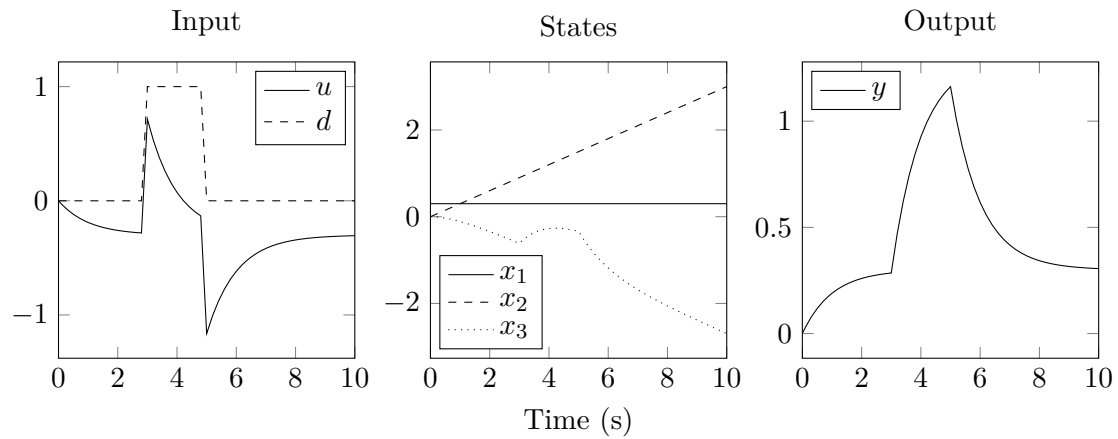 Input
1
0
−1
0 2 4 6 8 10
u
d
States
2
0
−2
0 2 4 6 8 10
x₁
x₂
x₃
Time (s)
Output
1
0.5
0
0 2 4 6 8 10
y